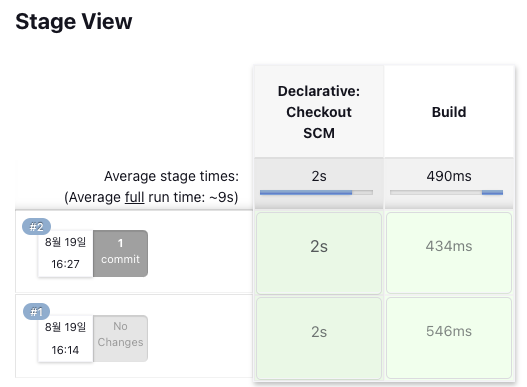 Stage View
Declarative:
Checkout
SCM
Build
Average stage times:
(Average full run time: ~9s)
2s
490ms
#2
8월 19일
16:27
1
commit
2s
434ms
#1
8월 19일
16:14
No
Changes
2s
546ms